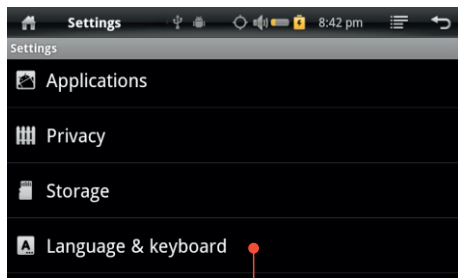 Settings 8:42 pm
Settings
Applications
Privacy
Storage
Language & keyboard